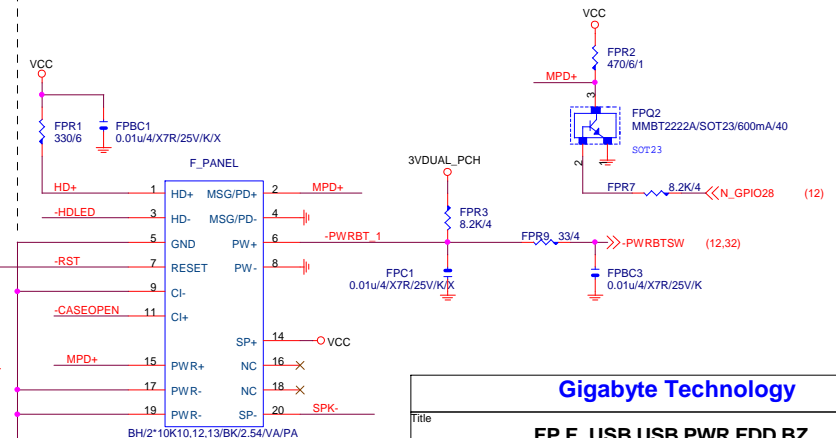 VCC
FPR1
330/6
FPBC1
0.01u/4/X7R/25V/K/X
F_PANEL
HD+ 1 HD+ MSG/PD+ 2 MPD+
-HDLED 3 HD- MSG/PD- 4
5 GND PW+ 6 -PWRBT_1
-RST 7 RESET PW- 8
9 CI-
-CASEOPEN 11 CI+
SP+ 14 VCC
MPD+ 15 PWR+ NC 16
17 PWR- NC 18
19 PWR- SP- 20 SPK-
BH/2*10K10,12,13/BK/2.54/VA/PA
3VDUAL_PCH
FPR3
8.2K/4
FPR9 33/4
-PWRBTSW (12,32)
FPC1
0.01u/4/X7R/25V/K/X
FPBC3
0.01u/4/X7R/25V/K
VCC
FPR2
470/6/1
MPD+
3
FPQ2
MMBT2222A/SOT23/600mA/40
SOT23
2
1
FPR7 8.2K/4
N_GPIO28 (12)
Gigabyte Technology
Title